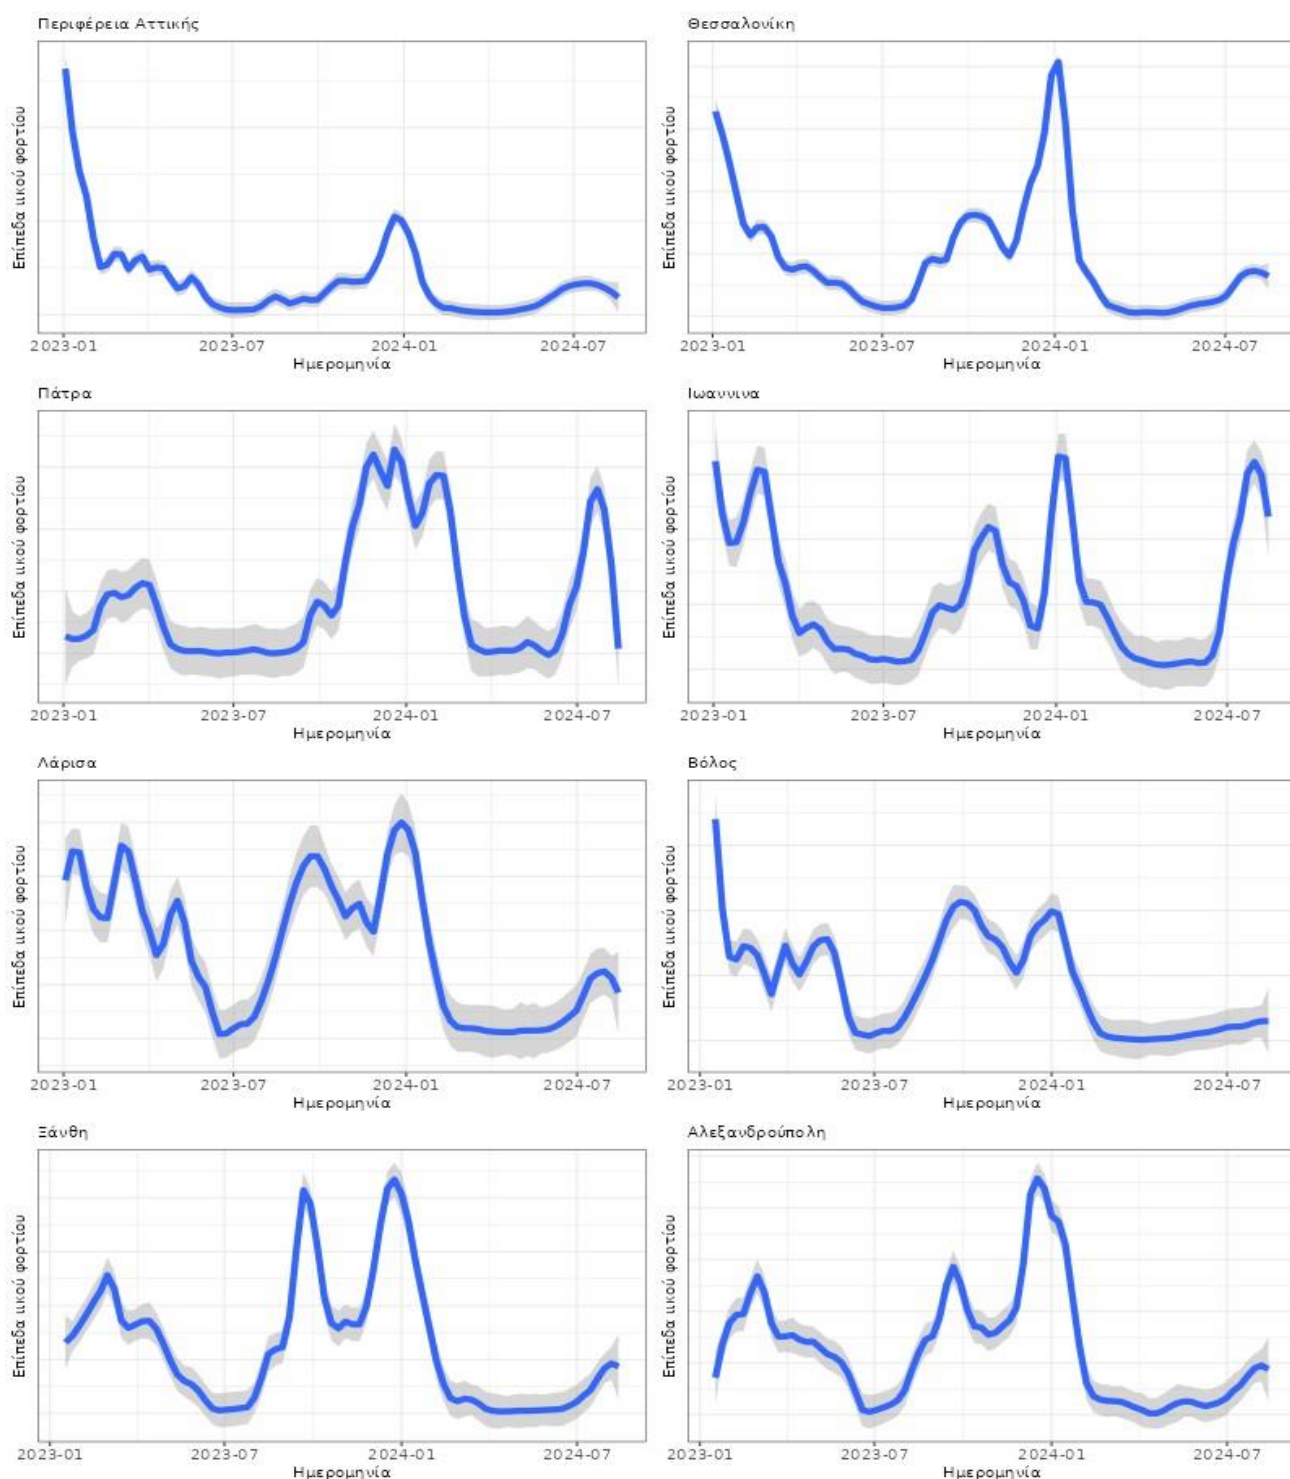 Περιφέρεια Αττικής
Επίπεδα ιικού φορτίου
2023-01 2023-07 2024-01 2024-07
Ημερομηνία
Θεσσαλονίκη
Επίπεδα ιικού φορτίου
2023-01 2023-07 2024-01 2024-07
Ημερομηνία
Πάτρα
Επίπεδα ιικού φορτίου
2023-01 2023-07 2024-01 2024-07
Ημερομηνία
Ιωαννινα
Επίπεδα ιικού φορτίου
2023-01 2023-07 2024-01 2024-07
Ημερομηνία
Λάρισα
Επίπεδα ιικού φορτίου
2023-01 2023-07 2024-01 2024-07
Ημερομηνία
Βόλος
Επίπεδα ιικού φορτίου
2023-01 2023-07 2024-01 2024-07
Ημερομηνία
Ξάνθη
Επίπεδα ιικού φορτίου
2023-01 2023-07 2024-01 2024-07
Ημερομηνία
Αλεξανδρούπολη
Επίπεδα ιικού φορτίου
2023-01 2023-07 2024-01 2024-07
Ημερομηνία